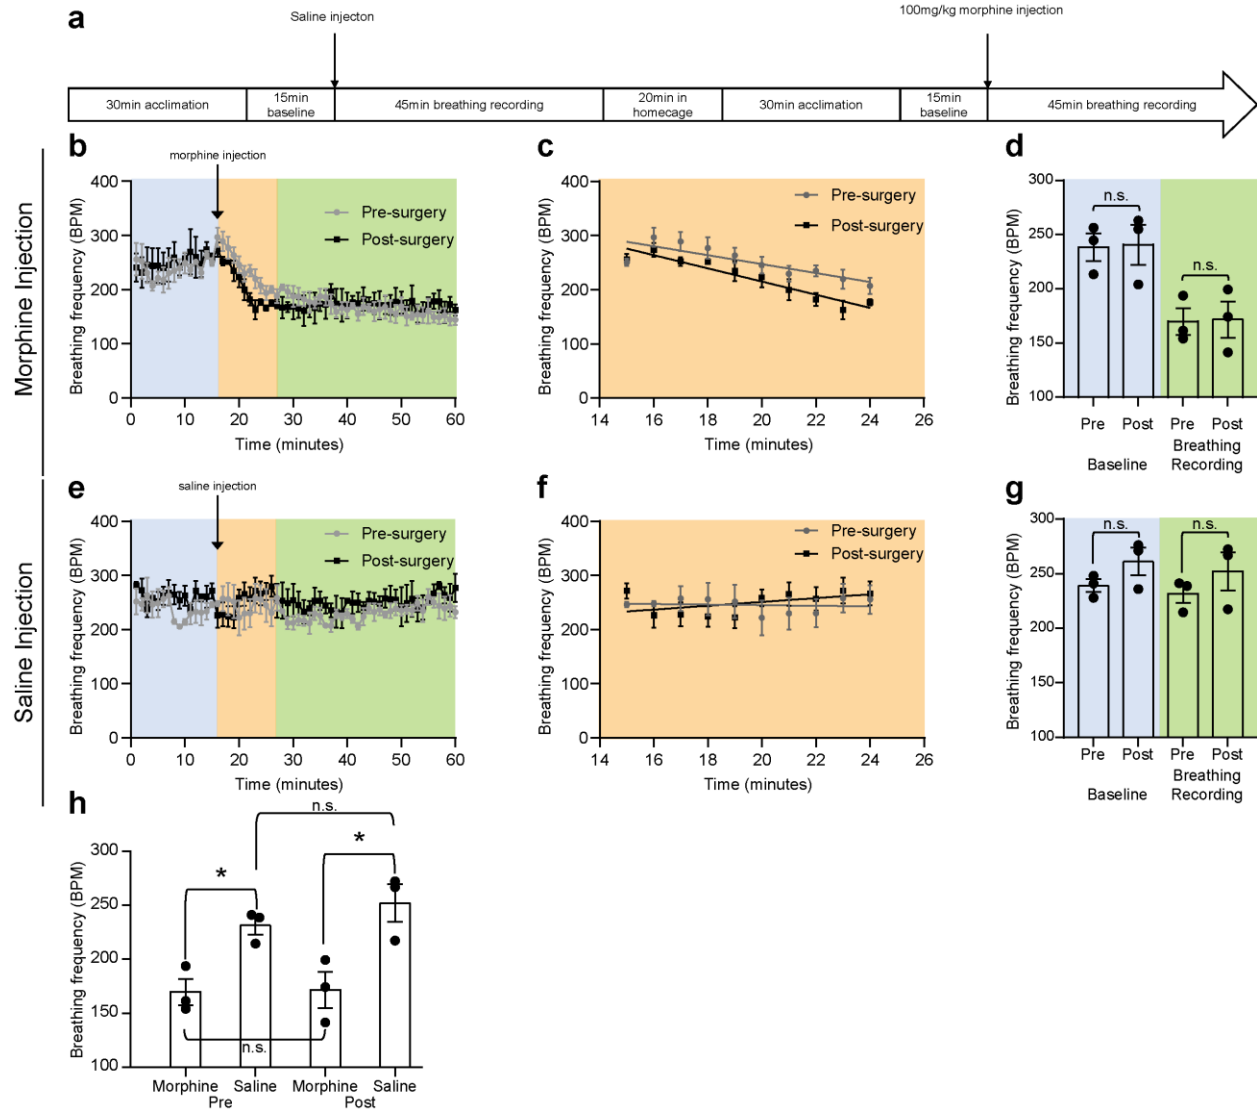 a
Saline injecton
100mg/kg morphine injection
30min acclimation
15min
baseline
45min breathing recording
20min in
homecage
30min acclimation
15min
baseline
45min breathing recording
Morphine Injection
b
morphine injection
Breathing frequency (BPM)
400
300
200
100
0
Pre-surgery
Post-surgery
0 10 20 30 40 50 60
Time (minutes)
c
Breathing frequency (BPM)
400
300
200
100
0
Pre-surgery
Post-surgery
14 16 18 20 22 24 26
Time (minutes)
d
Breathing frequency (BPM)
300
250
200
150
100
n.s.
n.s.
Pre Post Pre Post
Baseline
Breathing
Recording
Saline Injection
e
saline injection
Breathing frequency (BPM)
400
300
200
100
0
Pre-surgery
Post-surgery
0 10 20 30 40 50 60
Time (minutes)
f
Breathing frequency (BPM)
400
300
200
100
0
Pre-surgery
Post-surgery
14 16 18 20 22 24 26
Time (minutes)
g
Breathing frequency (BPM)
300
250
200
150
100
n.s.
n.s.
Pre Post Pre Post
Baseline
Breathing
Recording
h
Breathing frequency (BPM)
300
250
200
150
100
n.s.
*
*
n.s.
Morphine Saline Morphine Saline
Pre Post